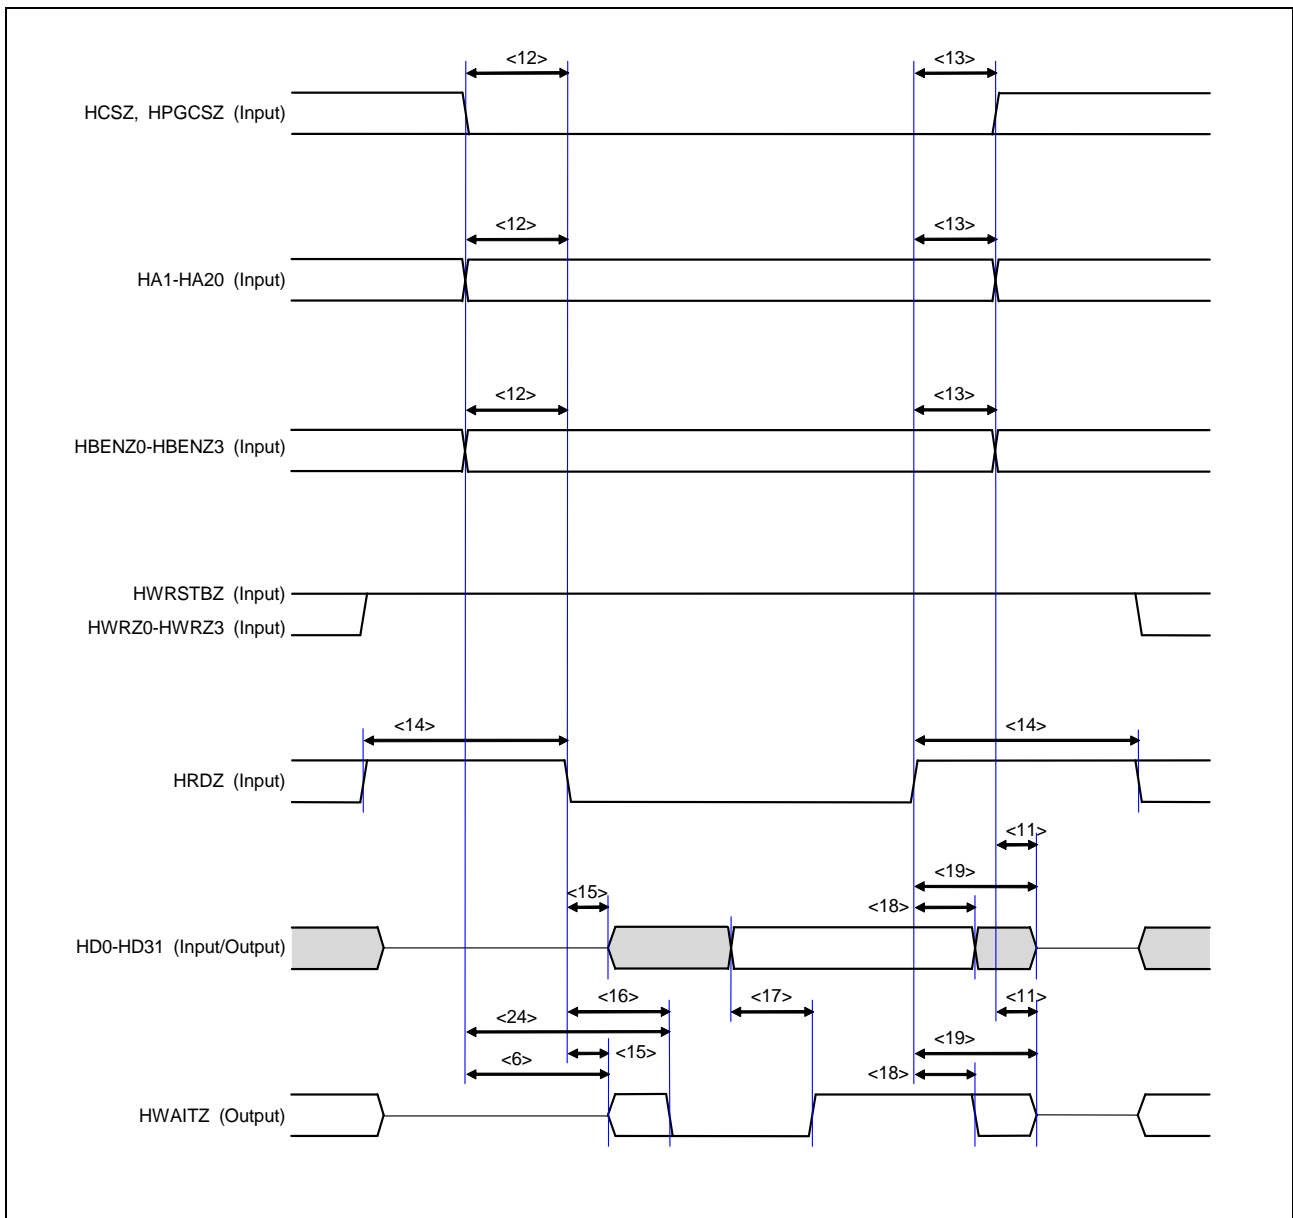 <12> <13>
HCSZ, HPGCSZ (Input)
<12> <13>
HA1-HA20 (Input)
<12> <13>
HBENZ0-HBENZ3 (Input)
HWRSTBZ (Input)
HWRZ0-HWRZ3 (Input)
<14> <14>
HRDZ (Input)
<11>
<19>
<15> <18>
HD0-HD31 (Input/Output)
<16> <17> <11>
<24>
<6> <15> <19>
<18>
HWAITZ (Output)